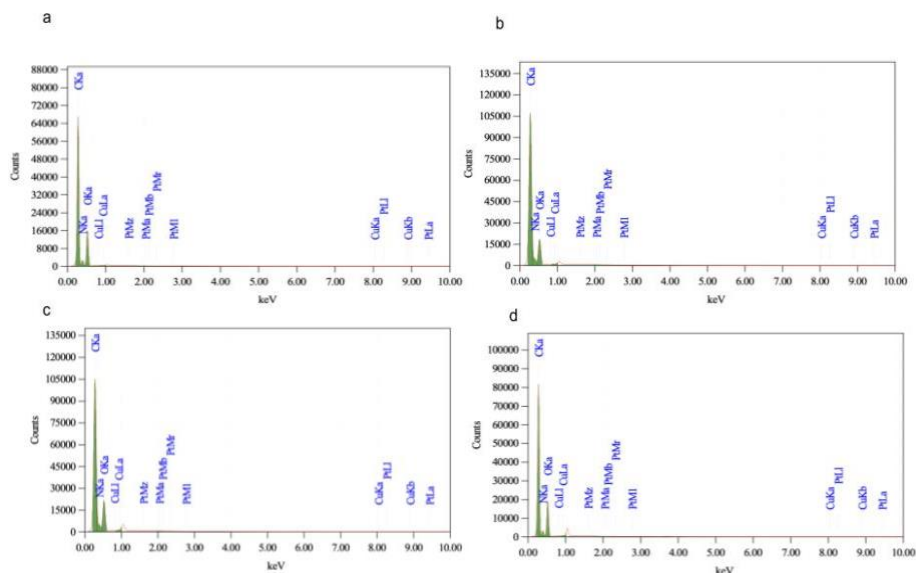 a
88000
80000
72000
64000
56000
48000
40000
32000
24000
16000
8000
0
Counts
CKa
NKa
OKa
CuLl
CuLa
PtMz
PtMa
PtMb
PtMr
PtM1
CuKa
PtLl
CuKb
PtLa
0.00 1.00 2.00 3.00 4.00 5.00 6.00 7.00 8.00 9.00 10.00
keV
b
135000
120000
105000
90000
75000
60000
45000
30000
15000
0
Counts
CKa
NKa
OKa
CuLl
CuLa
PtMz
PtMa
PtMb
PtMr
PtM1
CuKa
PtLl
CuKb
PtLa
0.00 1.00 2.00 3.00 4.00 5.00 6.00 7.00 8.00 9.00 10.00
keV
c
135000
120000
105000
90000
75000
60000
45000
30000
15000
0
Counts
CKa
NKa
OKa
CuLl
CuLa
PtMz
PtMa
PtMb
PtMr
PtM1
CuKa
PtLl
CuKb
PtLa
0.00 1.00 2.00 3.00 4.00 5.00 6.00 7.00 8.00 9.00 10.00
keV
d
100000
90000
80000
70000
60000
50000
40000
30000
20000
10000
0
Counts
CKa
NKa
OKa
CuLl
CuLa
PtMz
PtMa
PtMb
PtMr
PtM1
CuKa
PtLl
CuKb
PtLa
0.00 1.00 2.00 3.00 4.00 5.00 6.00 7.00 8.00 9.00 10.00
keV